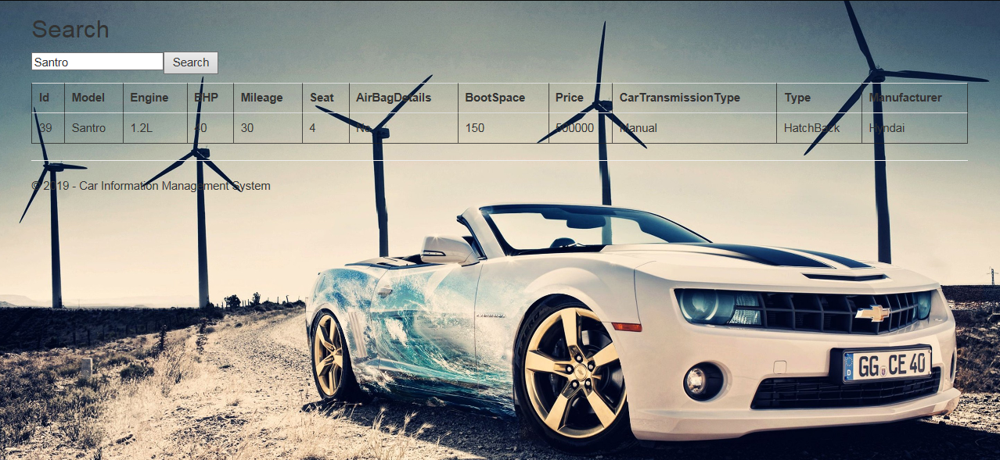 Search
Santro Search
Id Model Engine BHP Mileage Seat AirBagDetails BootSpace Price CarTransmissionType Type Manufacturer
39 Santro 1.2L 40 30 4 No 150 500000 Manual HatchBack Hyndai
© 2019 - Car Information Management System
GG CE 40
D